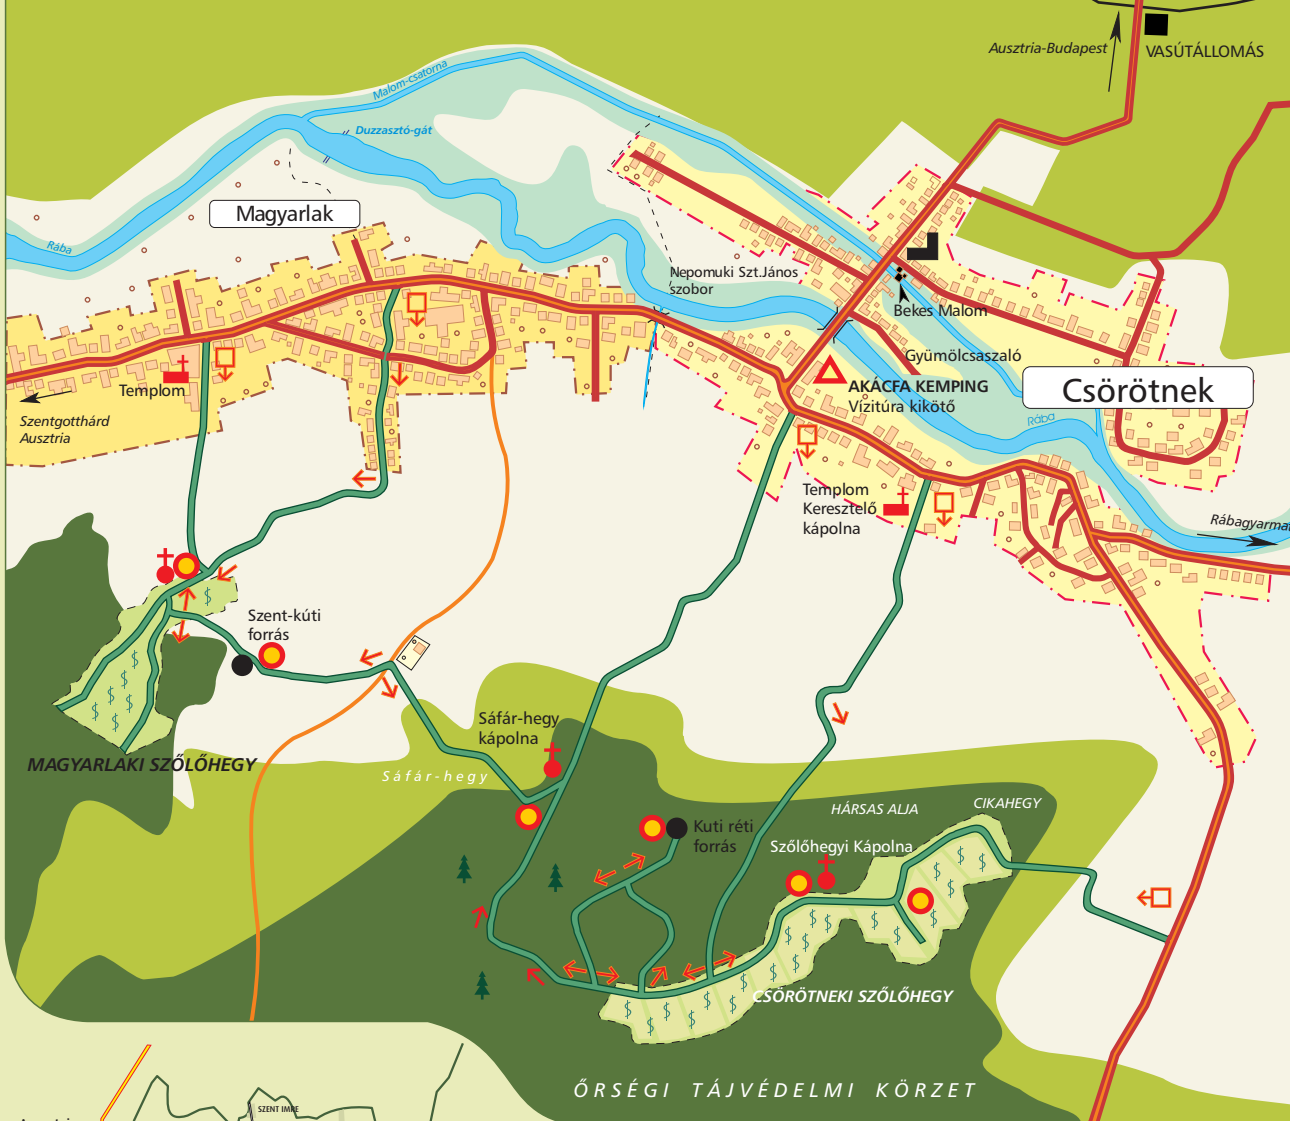 Ausztria-Budapest
VASÚTÁLLOMÁS
Malom-csatorna
Duzzasztó-gát
Magyarlak
Rába
Nepomuki Szt.János
szobor
Bekes Malom
Gyümölcsaszaló
AKÁCFA KEMPING
Vízitúra kikötő
Csörötnek
Rába
Templom
Szentgotthárd
Ausztria
Templom
Keresztelő
kápolna
Rábagyarmat
Szent-kúti
forrás
Sáfár-hegy
kápolna
MAGYARLAKI SZŐLŐHEGY
Sáfár-hegy
HÁRSAS ALJA
CIKAHEGY
Kuti réti
forrás
Szőlőhegyi Kápolna
CSÖRÖTNEKI SZŐLŐHEGY
ŐRSÉGI TÁJVÉDELMI KÖRZET
SZENT IMRE